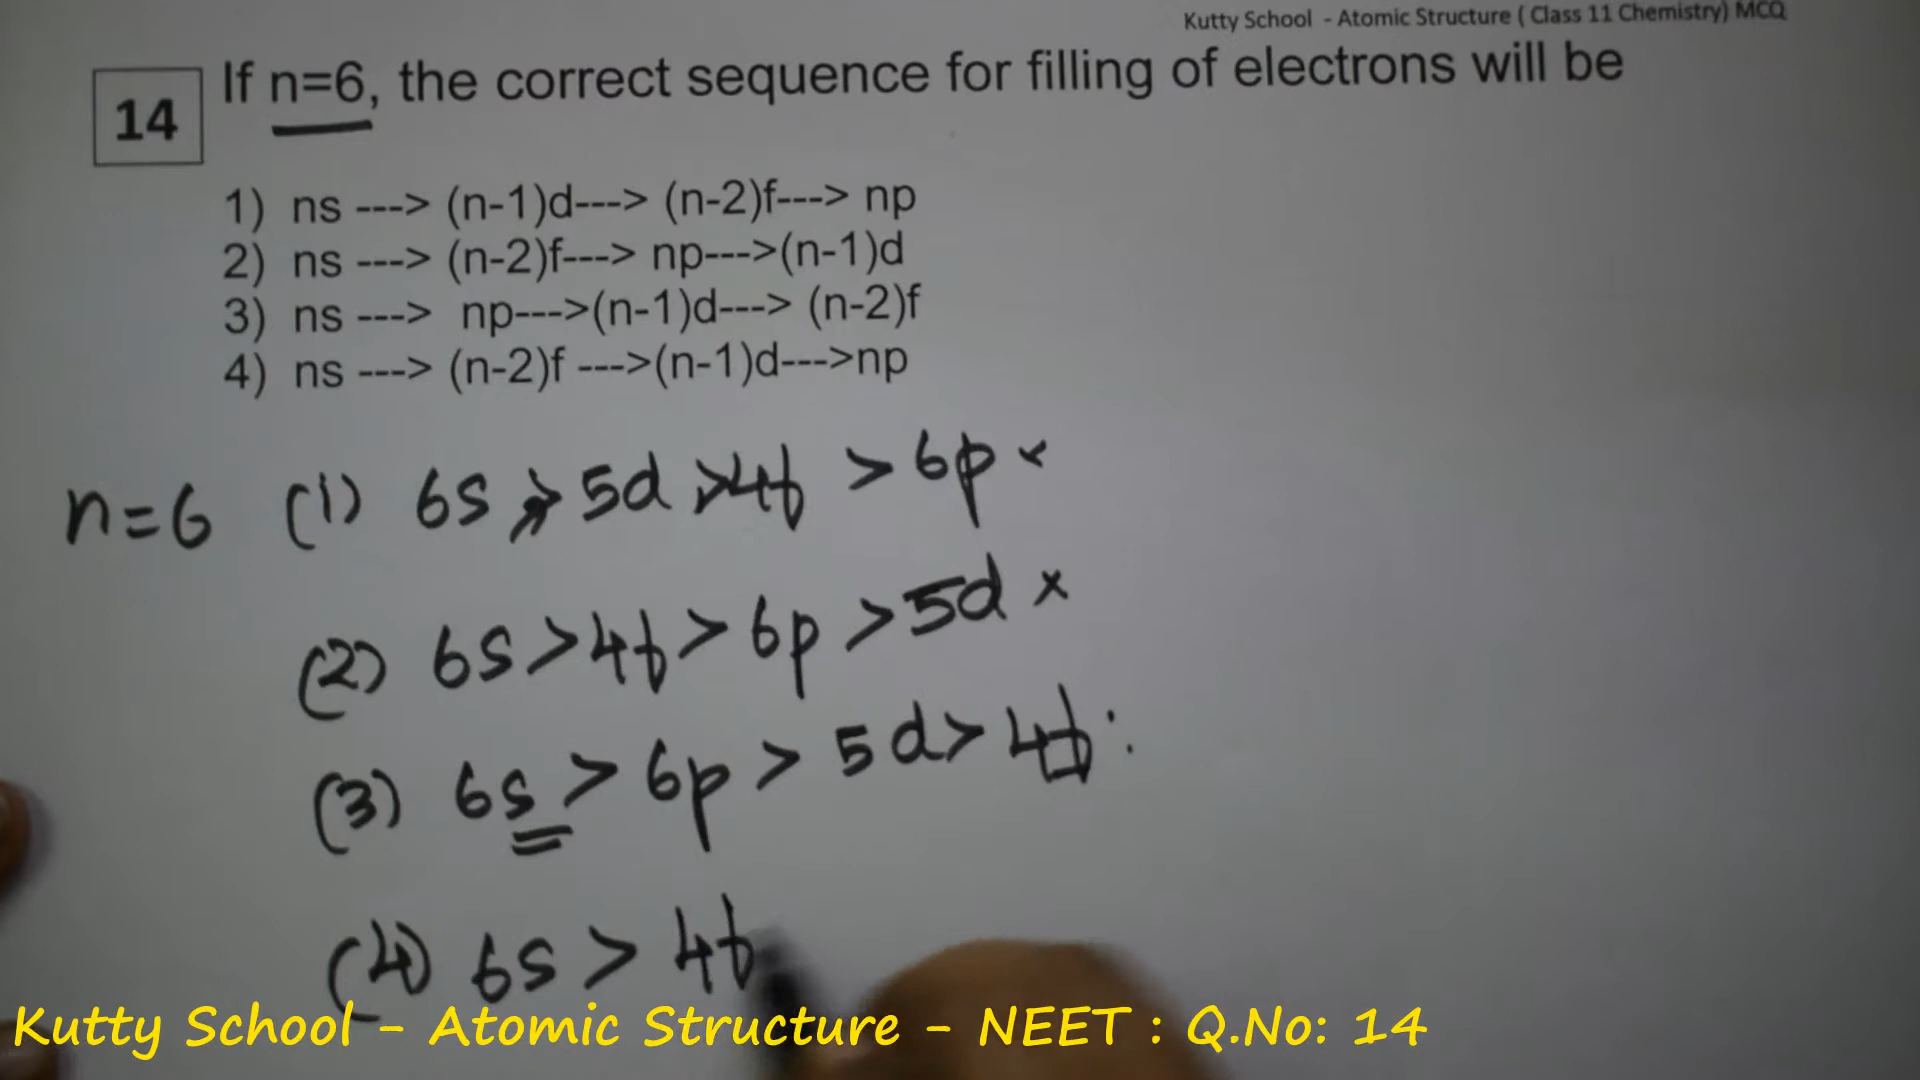 Kutty School - Atomic Structure ( Class 11 Chemistry) MCQ
14 If n=6, the correct sequence for filling of electrons will be
1) ns ---> (n-1)d---> (n-2)f---> np
2) ns ---> (n-2)f---> np--->(n-1)d
3) ns ---> np--->(n-1)d---> (n-2)f
4) ns ---> (n-2)f --->(n-1)d--->np
n=6 (1) 6s > 5d >4f > 6p ×
(2) 6s >4f > 6p > 5d ×
(3) 6s > 6p > 5d > 4f
(4) 6s > 4f
Kutty School - Atomic Structure - NEET : Q.No: 14